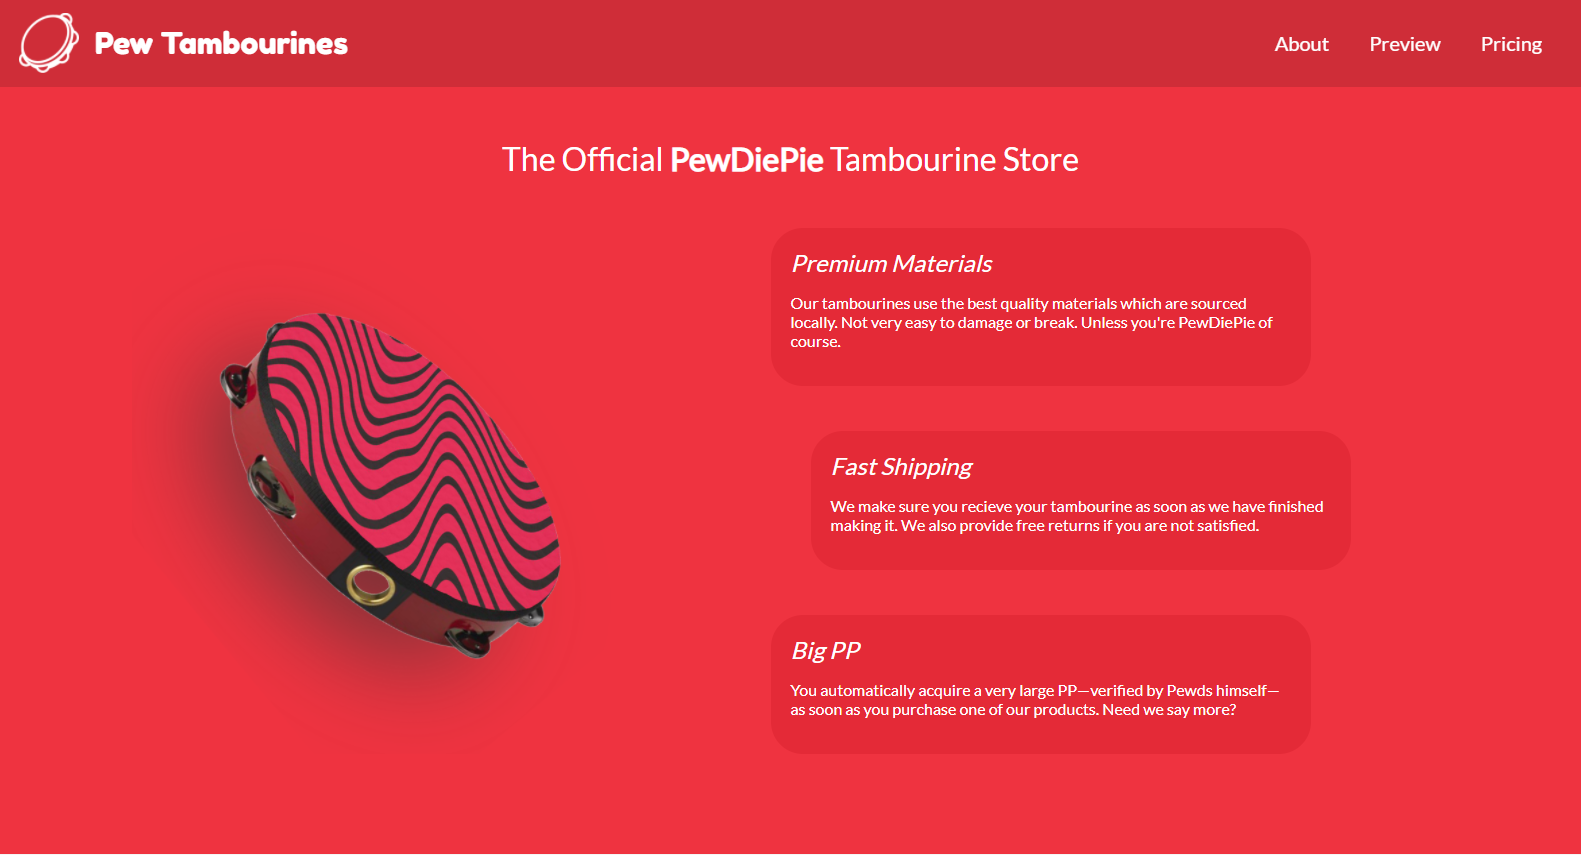 Pew Tambourines
About Preview Pricing
The Official PewDiePie Tambourine Store
Premium Materials
Our tambourines use the best quality materials which are sourced
locally. Not very easy to damage or break. Unless you're PewDiePie of
course.
Fast Shipping
We make sure you recieve your tambourine as soon as we have finished
making it. We also provide free returns if you are not satisfied.
Big PP
You automatically acquire a very large PP—verified by Pewds himself—
as soon as you purchase one of our products. Need we say more?